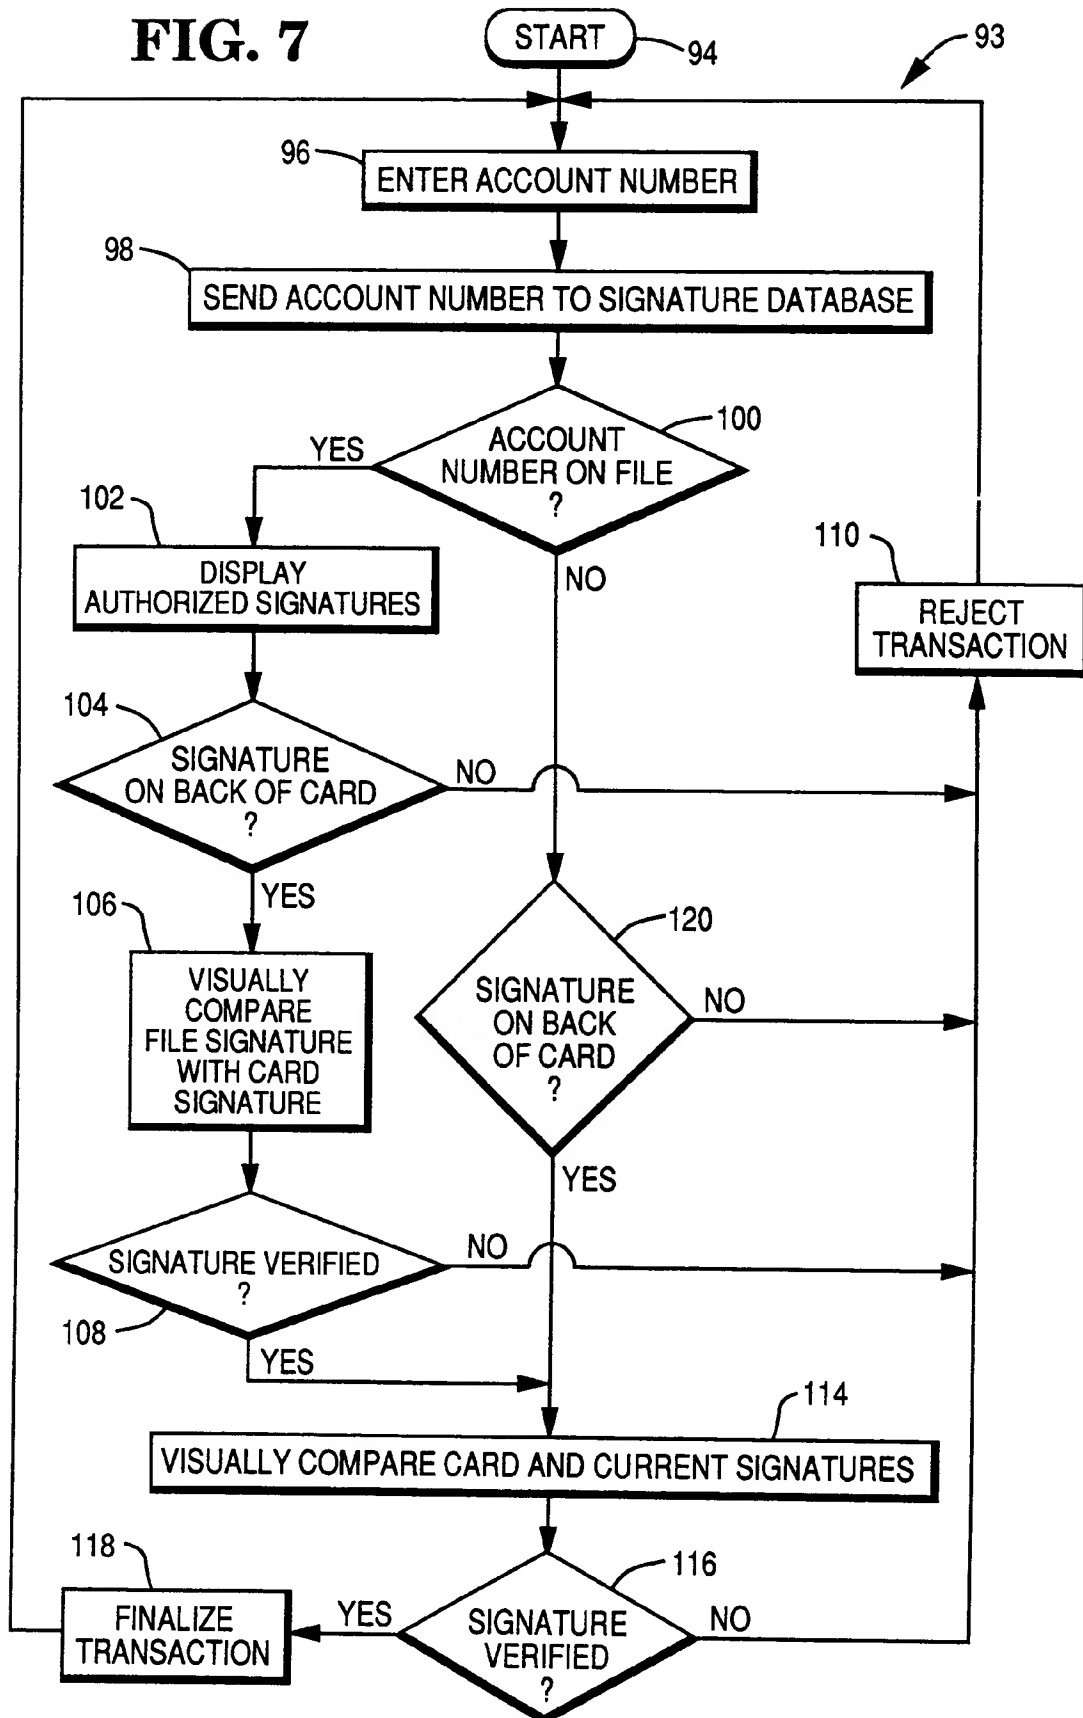 FIG. 7
START
94
93
96
ENTER ACCOUNT NUMBER
98
SEND ACCOUNT NUMBER TO SIGNATURE DATABASE
100
ACCOUNT
NUMBER ON FILE
?
YES
NO
102
DISPLAY
AUTHORIZED SIGNATURES
110
REJECT
TRANSACTION
104
SIGNATURE
ON BACK OF CARD
?
NO
YES
106
VISUALLY
COMPARE
FILE SIGNATURE
WITH CARD
SIGNATURE
120
SIGNATURE
ON BACK
OF CARD
?
NO
YES
SIGNATURE VERIFIED
?
NO
108
YES
114
VISUALLY COMPARE CARD AND CURRENT SIGNATURES
118
FINALIZE
TRANSACTION
YES
116
SIGNATURE
VERIFIED
?
NO